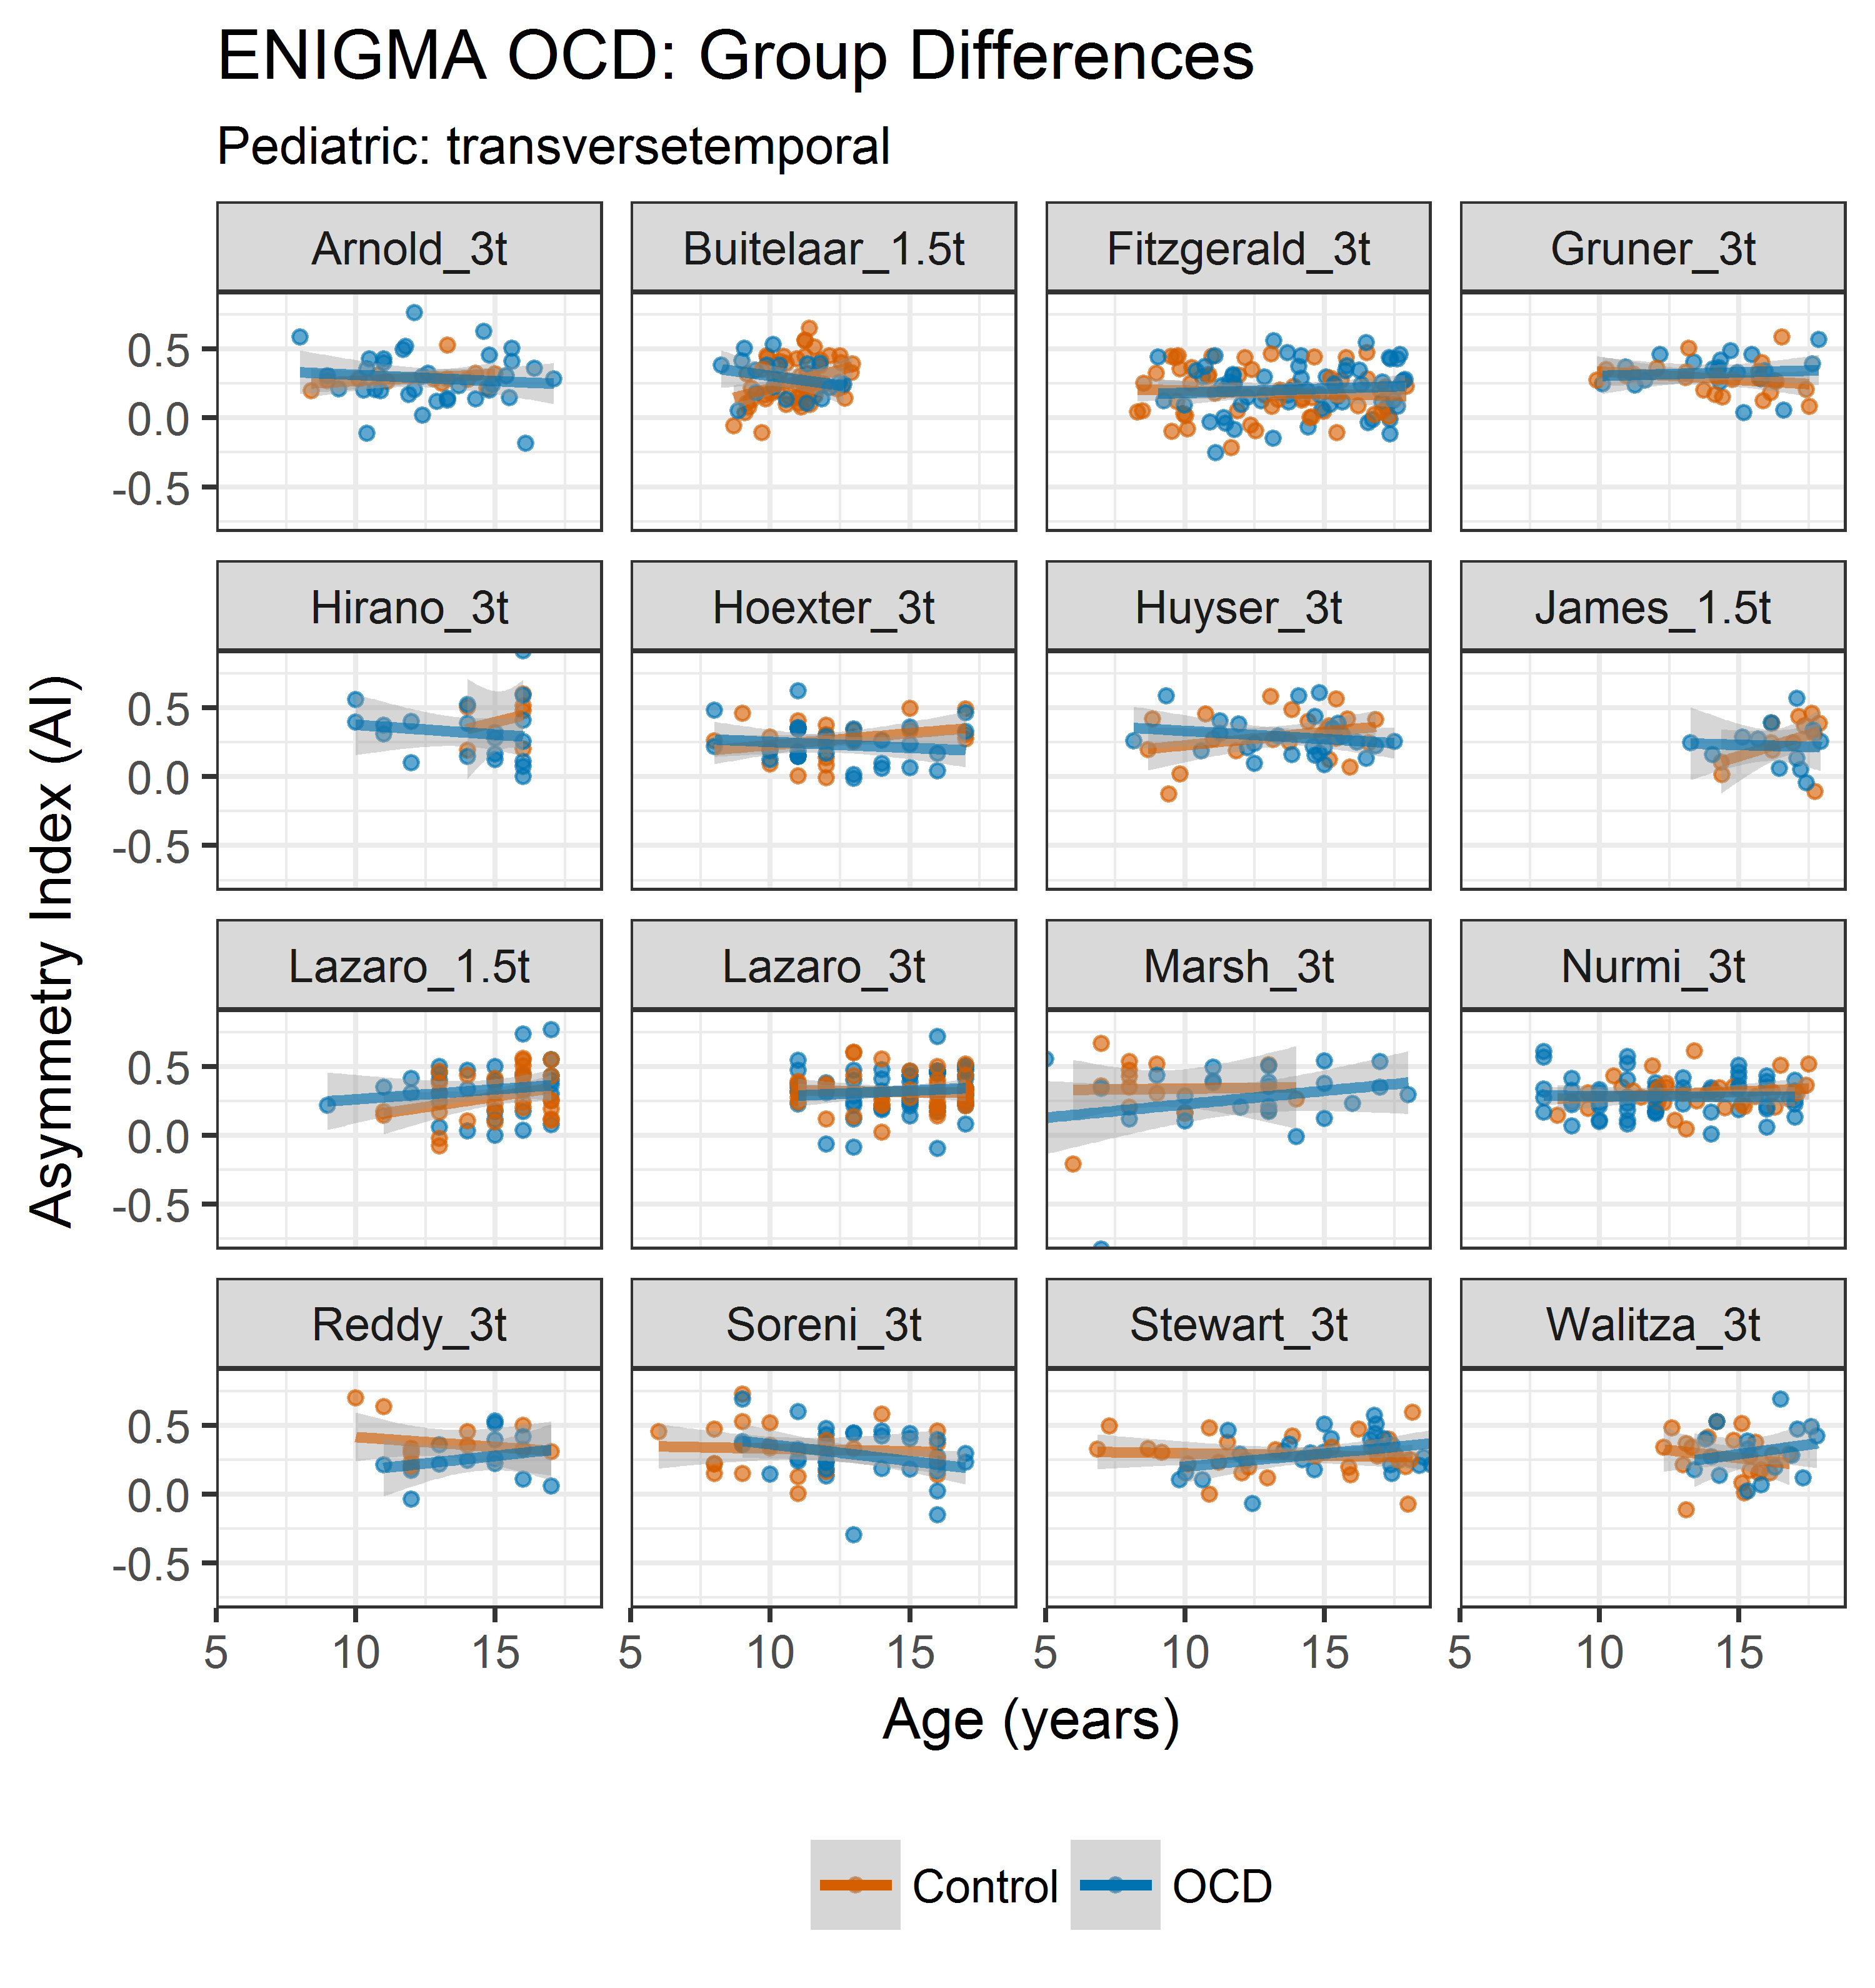 ENIGMA OCD: Group Differences
Pediatric: transversetemporal
Arnold_3t Buitelaar_1.5t Fitzgerald_3t Gruner_3t
0.5
0.0
-0.5
Hirano_3t Hoexter_3t Huyser_3t James_1.5t
0.5
0.0
-0.5
Lazaro_1.5t Lazaro_3t Marsh_3t Nurmi_3t
0.5
0.0
-0.5
Reddy_3t Soreni_3t Stewart_3t Walitza_3t
0.5
0.0
-0.5
5 10 15 5 10 15 5 10 15 5 10 15
Asymmetry Index (AI)
Age (years)
Control OCD